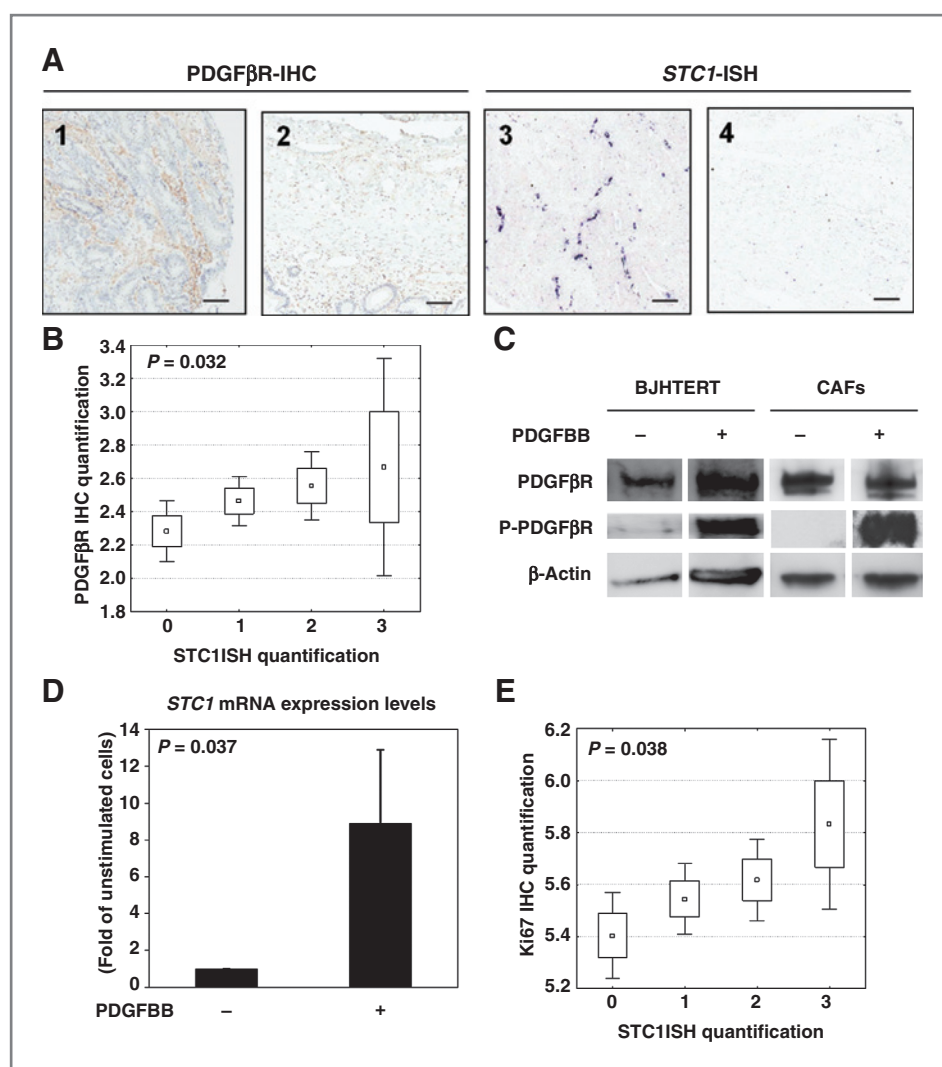 A
PDGFβR-IHC
STC1-ISH
1
2
3
4
B
P = 0.032
PDGFβR IHC quantification
3.4
3.2
3.0
2.8
2.6
2.4
2.2
2.0
1.8
0 1 2 3
STC1ISH quantification
C
BJHTERT CAFs
PDGFBB – + – +
PDGFβR
P-PDGFβR
β-Actin
D
STC1 mRNA expression levels
P = 0.037
(Fold of unstimulated cells)
14
12
10
8
6
4
2
0
PDGFBB – +
E
P = 0.038
Ki67 IHC quantification
6.2
6.0
5.8
5.6
5.4
5.2
0 1 2 3
STC1ISH quantification